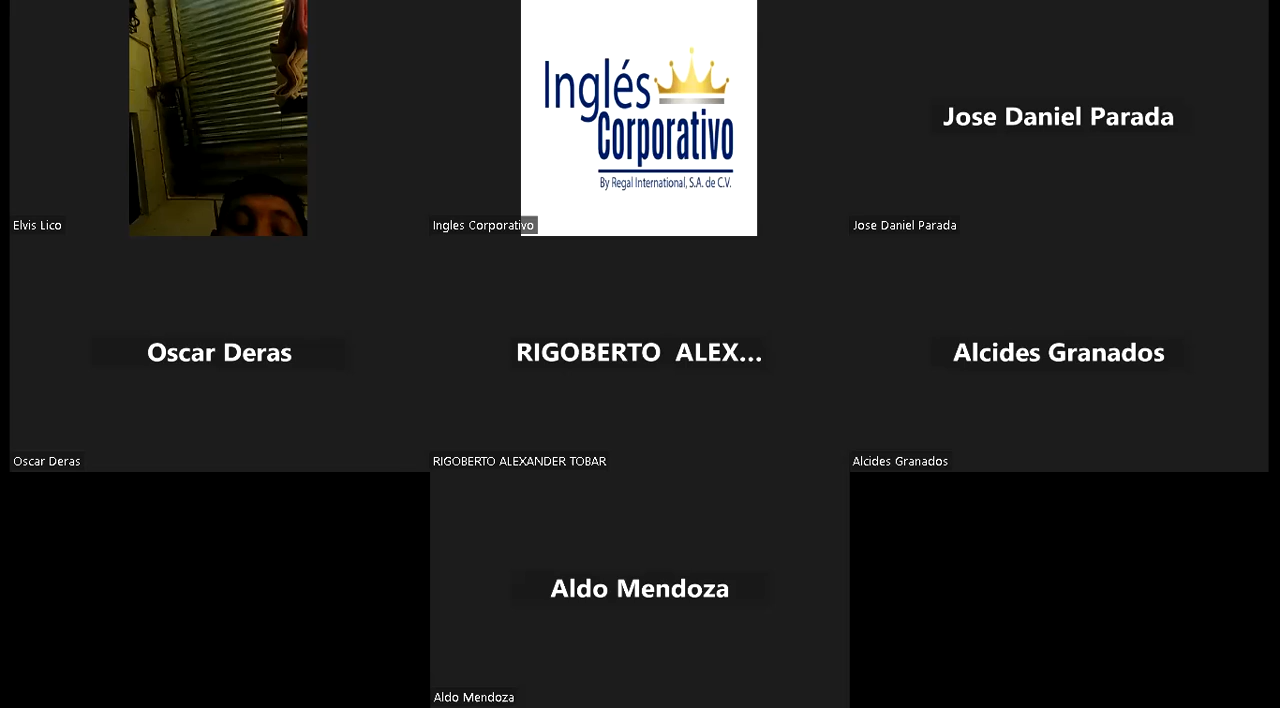 Inglés
Corporativo
By Regal International, S.A. de C.V.
Jose Daniel Parada
Elvis Lico
Ingles Corporativo
Jose Daniel Parada
Oscar Deras
RIGOBERTO ALEX...
Alcides Granados
Oscar Deras
RIGOBERTO ALEXANDER TOBAR
Alcides Granados
Aldo Mendoza
Aldo Mendoza